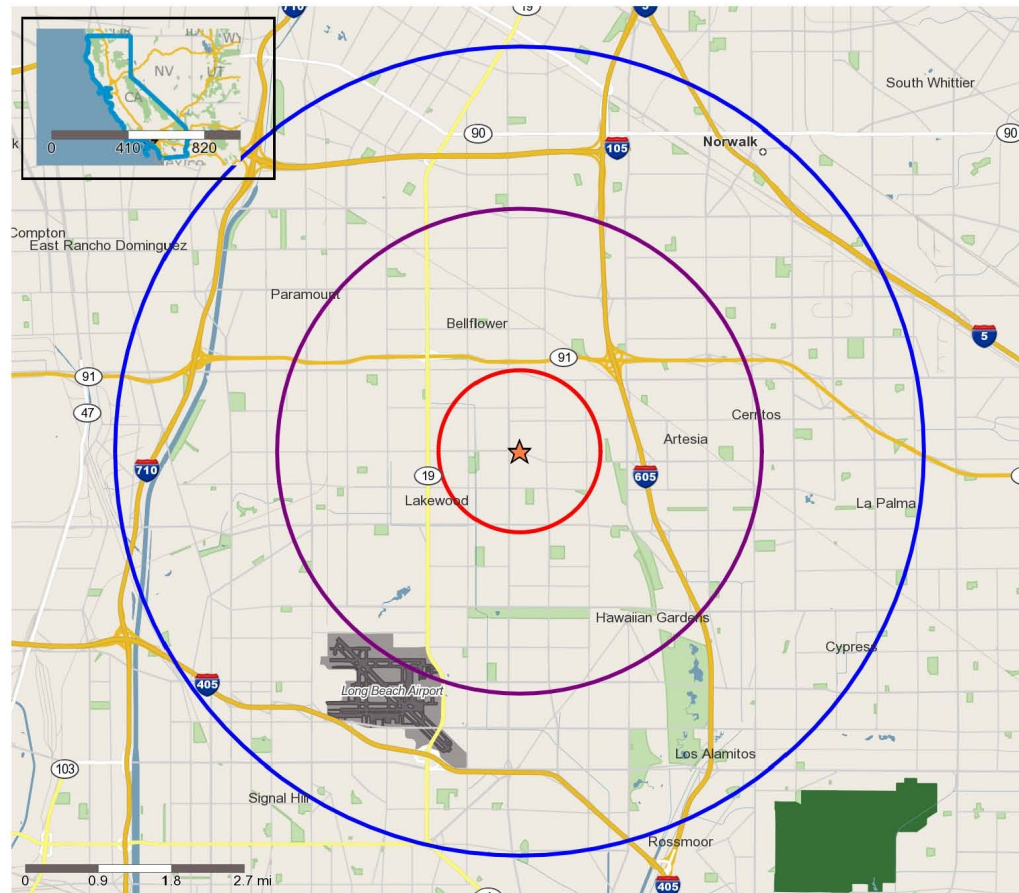 710
19
5
WY
NV
UT
CA
0
410
820
South Whittier
90
90
105
Norwalk
Compton
East Rancho Dominguez
Paramount
Bellflower
5
91
91
47
Cerritos
Artesia
710
19
605
Lakewood
La Palma
Hawaiian Gardens
Cypress
405
Long Beach Airport
Los Alamitos
103
Signal Hill
Rossmoor
0
0.9
1.8
2.7 mi
405